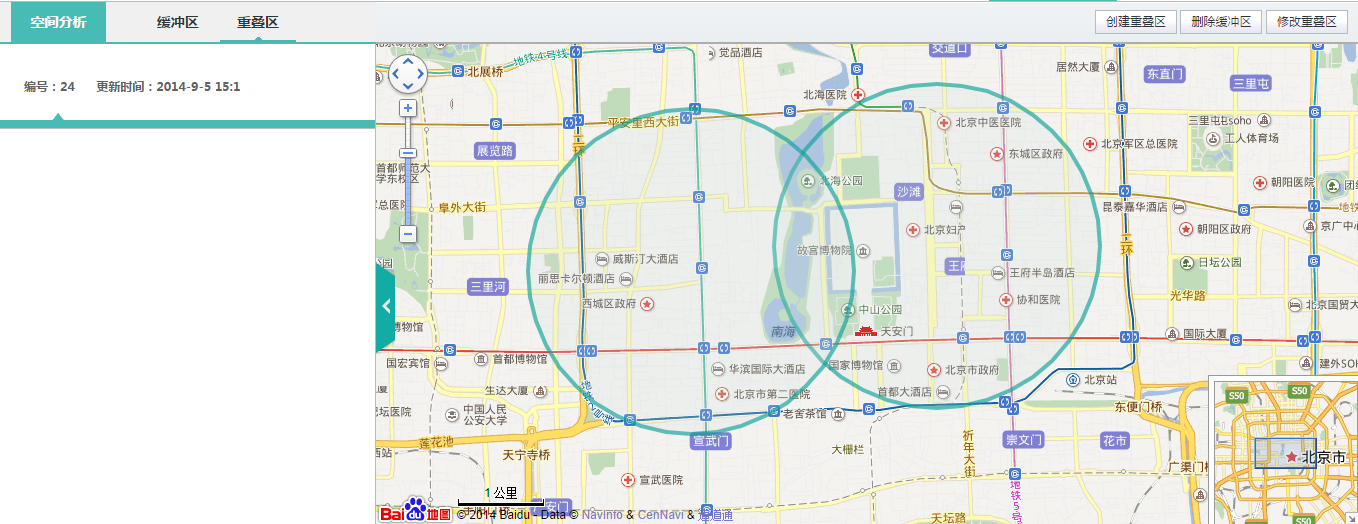 空间分析
缓冲区
重叠区
创建重叠区
删除缓冲区
修改重叠区
编号：24 更新时间：2014-9-5 15:1
北展桥
地铁4号线
觉品酒店
交道口
居然大厦
东直门
三里屯
北海医院
平安里西大街
二环
展览路
北京中医医院
东城区政府
北京军区总医院
三里屯屯soho
工人体育场
首都师范大
学东校区
北海公园
沙滩
朝阳医院
阜外大街
昆泰嘉华酒店
北京妇产
朝阳区政府
京广中心
二环
故宫博物院
威斯汀大酒店
丽思卡尔顿酒店
王府半岛酒店
日坛公园
三里河
西城区政府
协和医院
光华路
中山公园
北京国贸大
博物馆
南海
天安门
国际大厦
首都博物馆
国宏宾馆
华滨国际大酒店
国家博物馆
北京市政府
建外SOH
北京站
生达大厦
北京市第二医院
首都大酒店
中国人民
公安大学
老舍茶馆
东便门桥
莲花池
宣武门
大栅栏
祈年大街
崇文门
花市
天宁寺桥
广渠门
宣武医院
地铁5号
天坛路
1 公里
Baidu地图
© 2014 Baidu - Data © NavInfo & CenNavi & 道道通
S50
S50
北京市